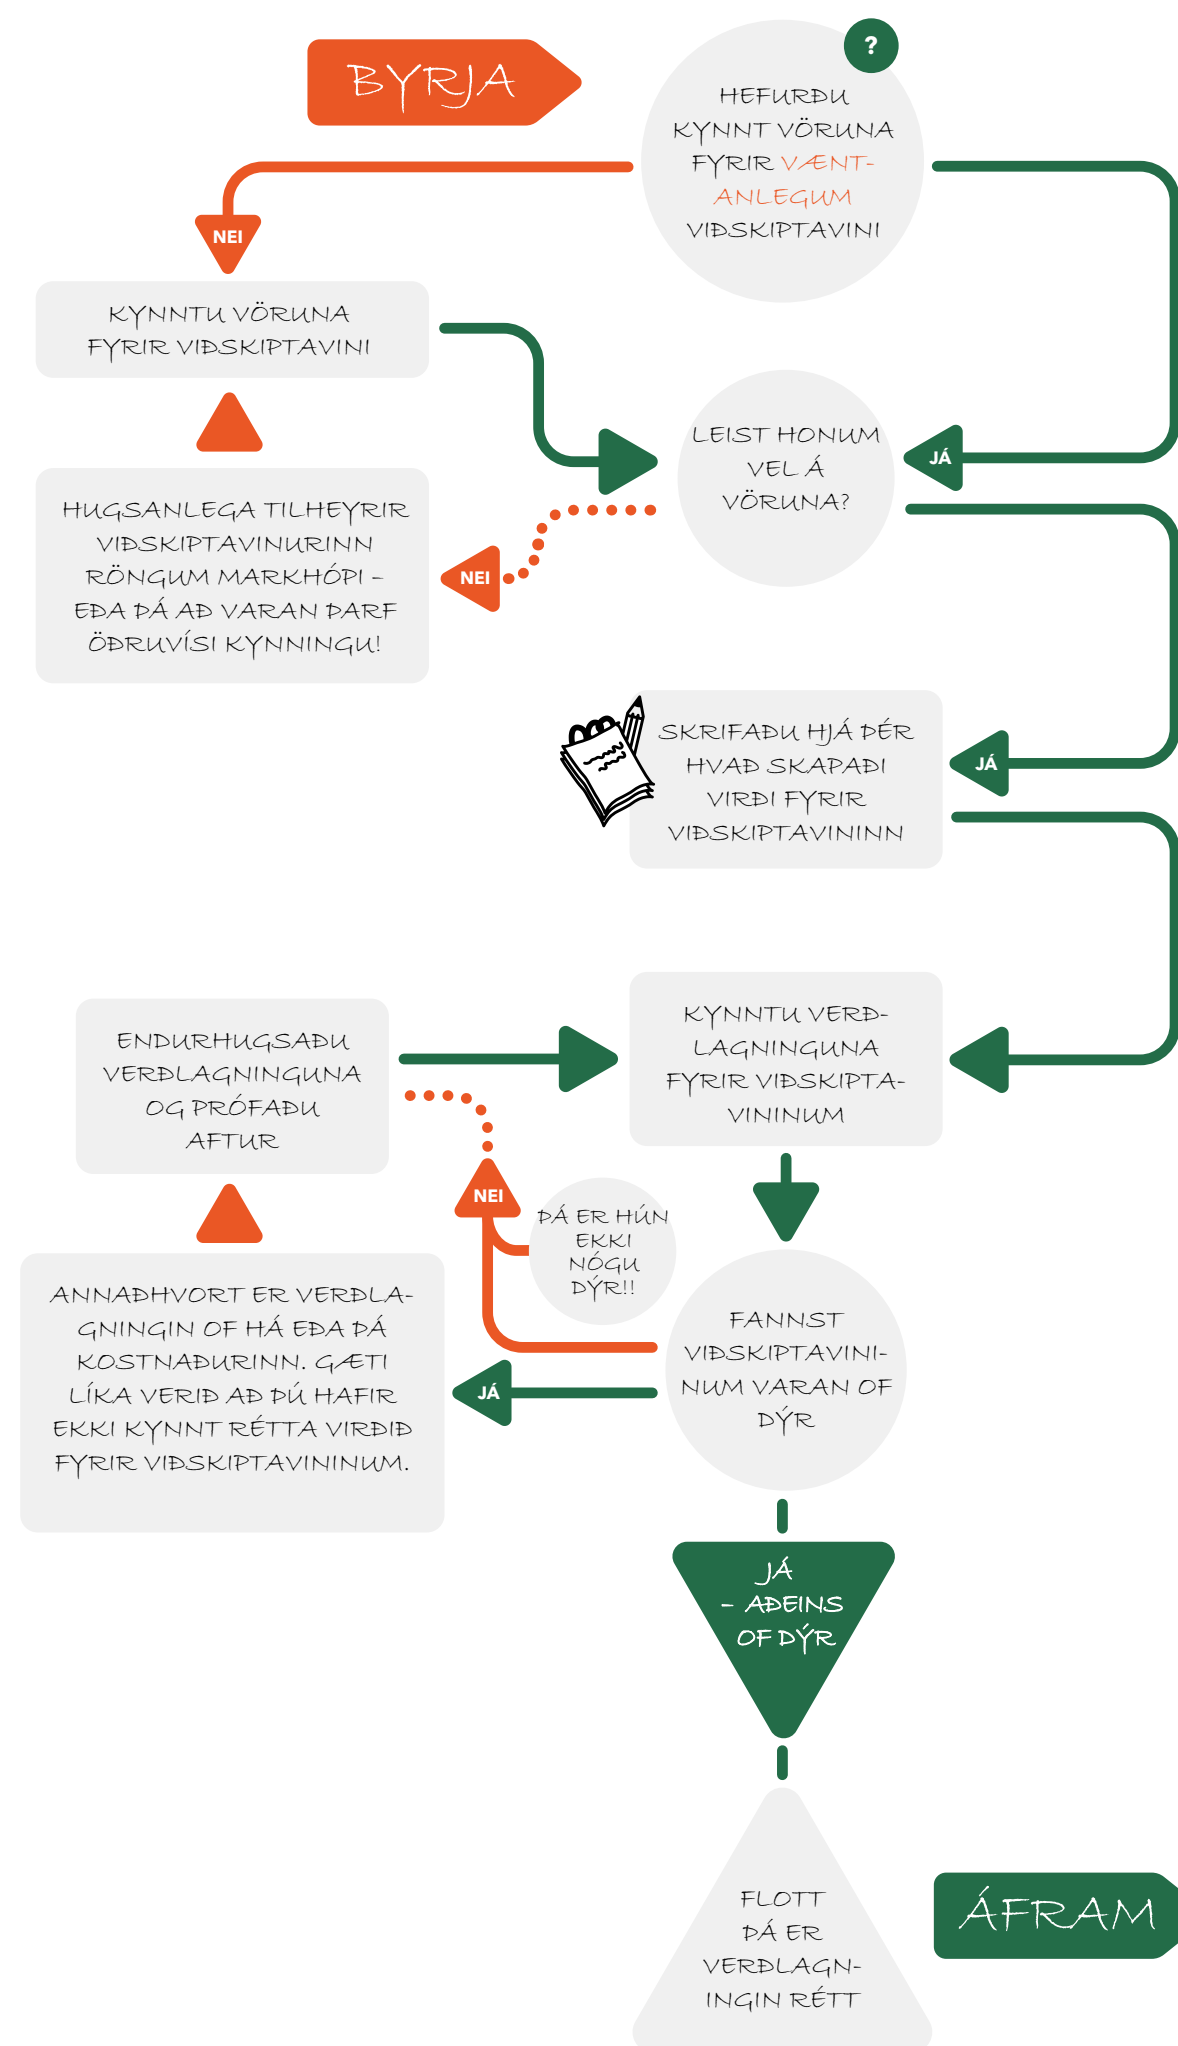 BYRJA
?
HEFURÐU
KYNNT VÖRUNA
FYRIR VÆNT-
ANLEGUM
VIÐSKIPTAVINI
NEI
KYNNTU VÖRUNA
FYRIR VIÐSKIPTAVINI
LEIST HONUM
VEL Á
VÖRUNA?
JÁ
HUGSANLEGA TILHEYRIR
VIÐSKIPTAVINURINN
RÖNGUM MARKHÓPI –
EÐA ÞÁ AÐ VARAN ÞARF
ÖÐRUVÍSI KYNNINGU!
NEI
SKRIFAÐU HJÁ ÞÉR
HVAÐ SKAPAÐI
VIRÐI FYRIR
VIÐSKIPTAVININN
JÁ
KYNNTU VERÐ-
LAGNINGUNA
FYRIR VIÐSKIPTA-
VININUM
ENDURHUGSAÐU
VERÐLAGNINGUNA
OG PRÓFAÐU
AFTUR
NEI
ÞÁ ER HÚN
EKKI
NÓGU
DÝR!!
ANNAÐHVORT ER VERÐLA-
GNINGIN OF HÁ EÐA ÞÁ
KOSTNAÐURINN. GÆTI
LÍKA VERIÐ AÐ ÞÚ HAFIR
EKKI KYNNT RÉTTA VIRÐIÐ
FYRIR VIÐSKIPTAVININUM.
JÁ
FANNST
VIÐSKIPTAVINI-
NUM VARAN OF
DÝR
JÁ
– AÐEINS
OF DÝR
FLOTT
ÞÁ ER
VERÐLAGN-
INGIN RÉTT
ÁFRAM